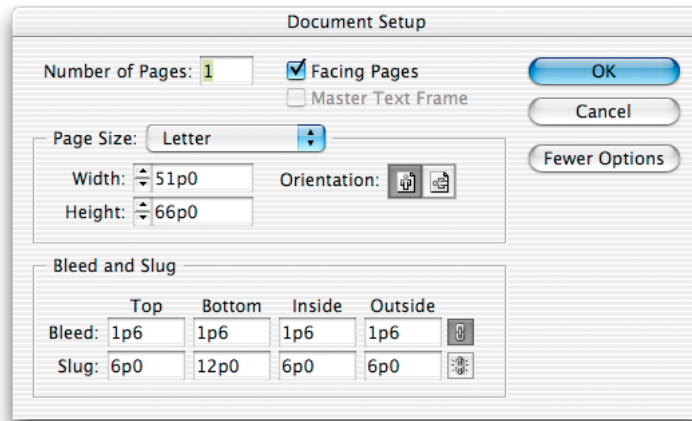 Document Setup
Number of Pages: 1
Facing Pages
OK
Master Text Frame
Cancel
Page Size: Letter
Fewer Options
Width: 51p0
Orientation:
Height: 66p0
Bleed and Slug
Top Bottom Inside Outside
Bleed: 1p6 1p6 1p6 1p6
Slug: 6p0 12p0 6p0 6p0